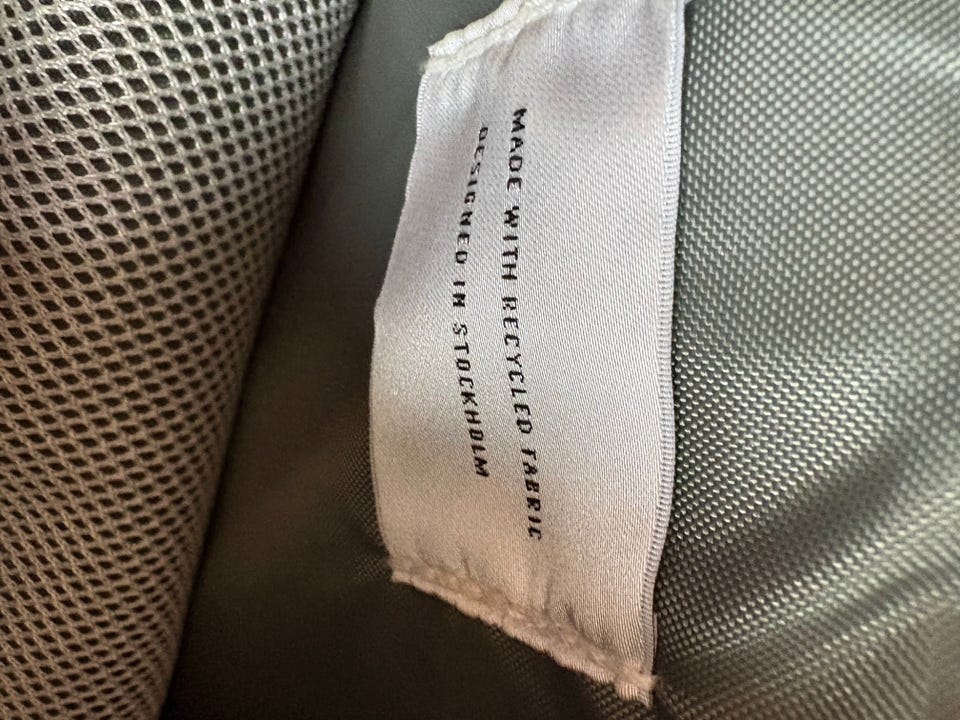 MADE WITH RECYCLED FABRIC
DESIGNED IN STOCKHOLM